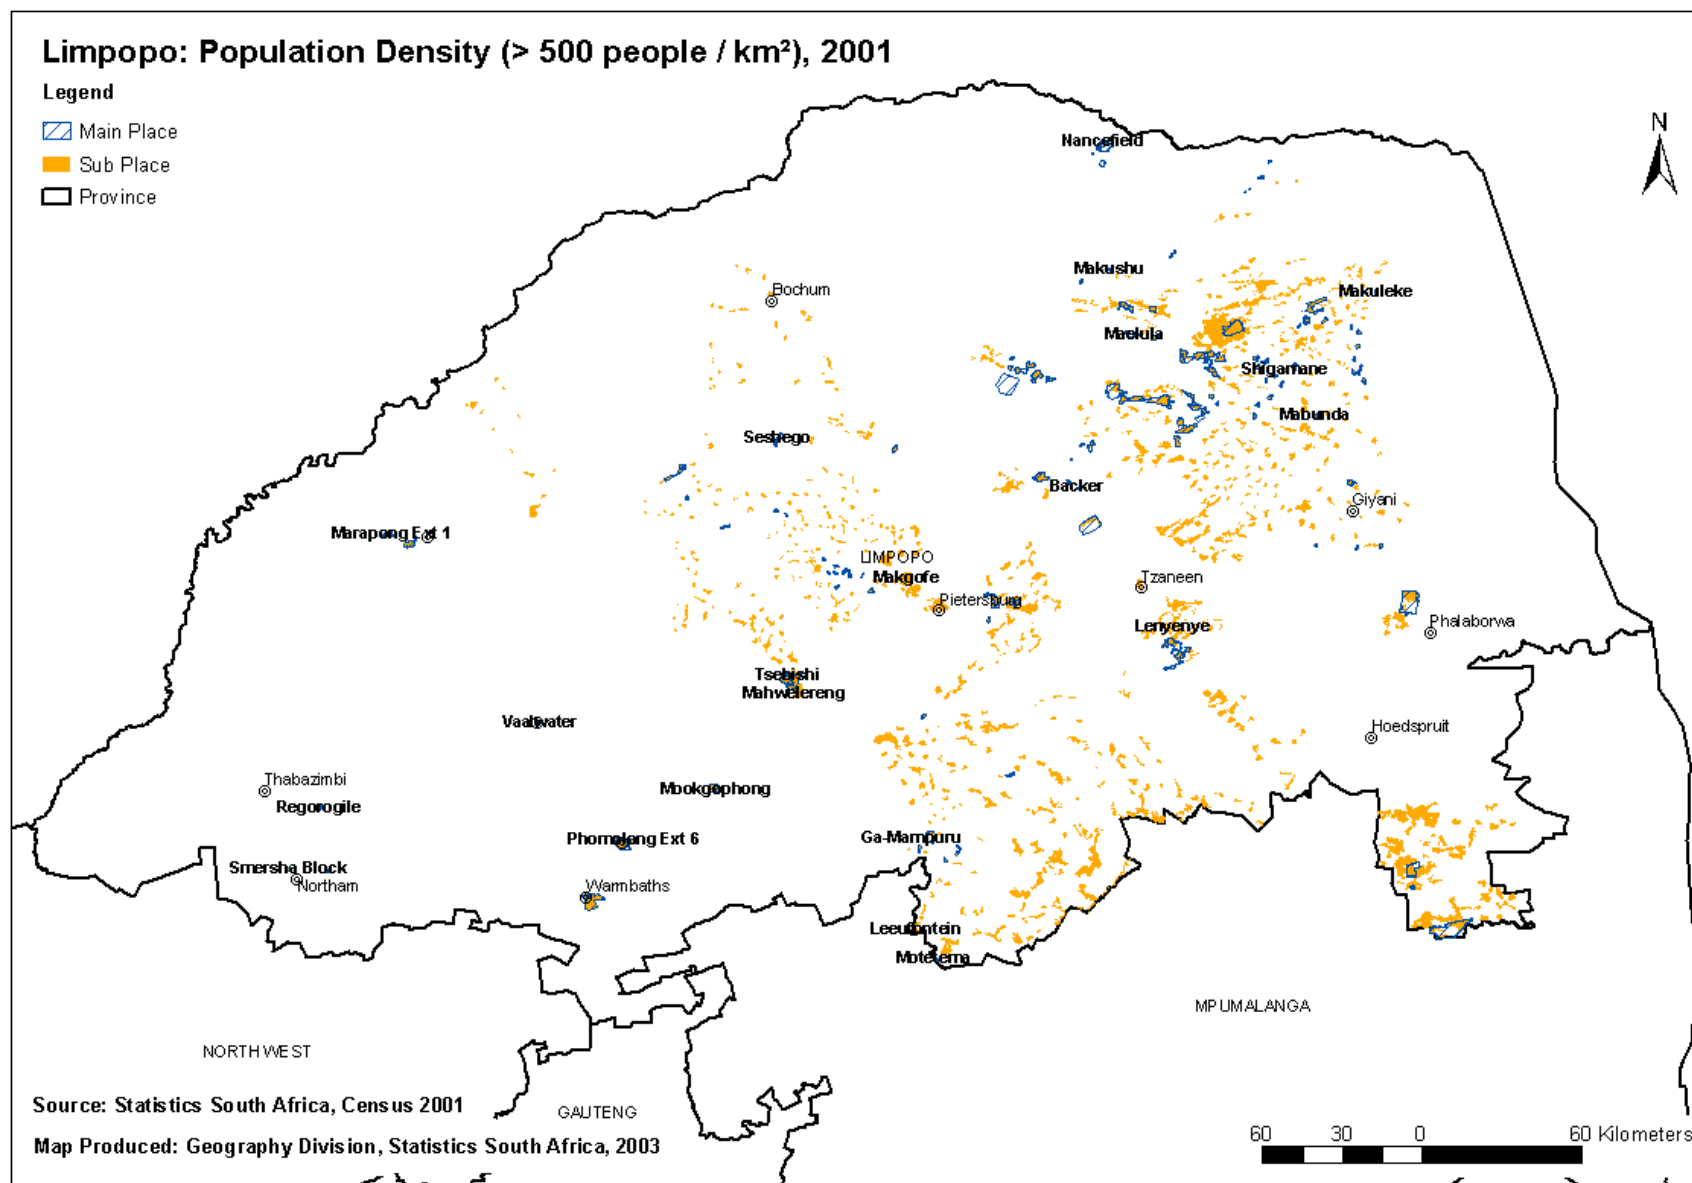 Limpopo: Population Density (> 500 people / km²), 2001
Legend
Main Place
Sub Place
Province
N
Nancefield
Makushu
Bochum
Makuleke
Maelula
Shigamane
Mabunda
Seshego
Backer
Giyani
Marapong Ext 1
LIMPOPO
Makgofe
Tzaneen
Pietersburg
Phalaborwa
Lenyenye
Tsebishi
Mahwelereng
Vaalwater
Hoedspruit
Thabazimbi
Mookgophong
Regorogile
Phomolong Ext 6
Ga-Mampuru
Smersha Block
Northam
Warmbaths
Leeufontein
Motetema
MPUMALANGA
NORTH WEST
GAUTENG
Source: Statistics South Africa, Census 2001
Map Produced: Geography Division, Statistics South Africa, 2003
60 30 0 60 Kilometers